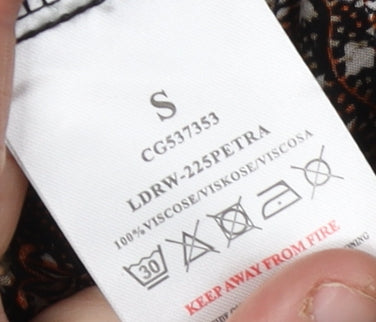 S
CG537353
LDRW-225PETRA
100%VISCOSE/VISKOSE/VISCOSA
30
KEEP AWAY FROM FIRE